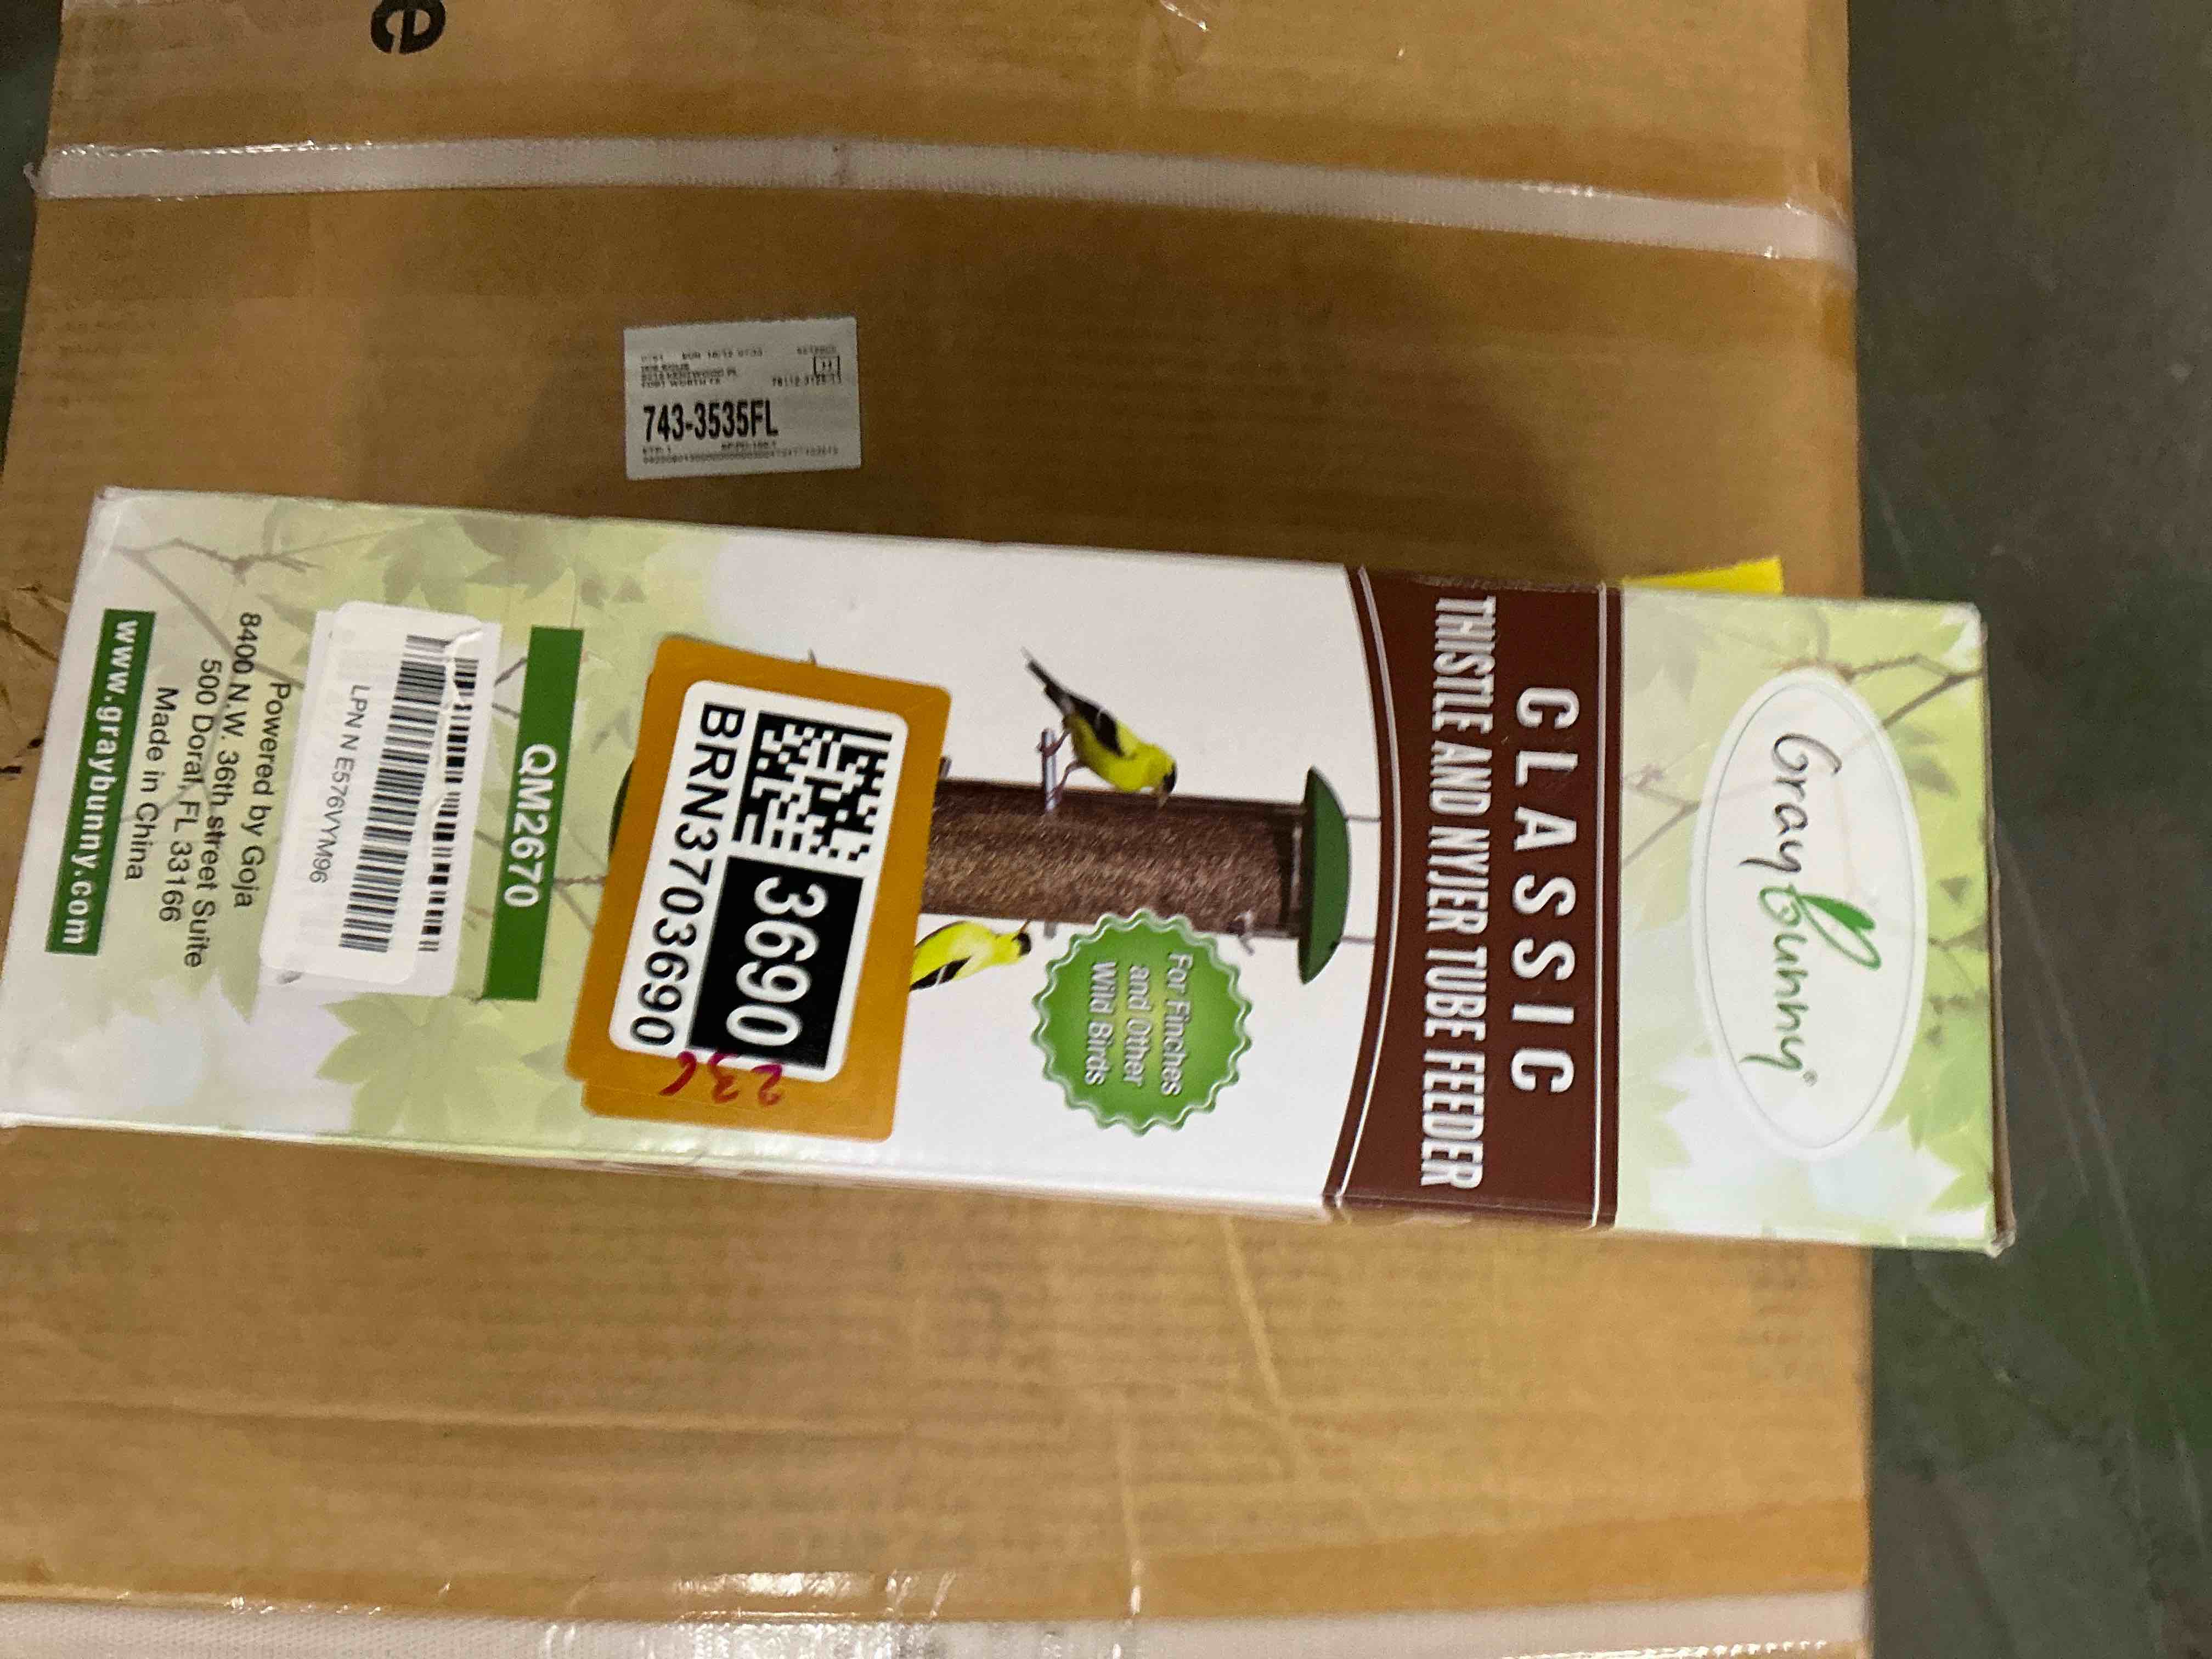 e
743-3535FL
Gray Bunny®
CLASSIC
THISTLE AND NYJER TUBE FEEDER
For Finches
and Other
Wild Birds
3690
BRN3703690
236
QM2670
LPN N E576VYM96
Powered by Goja
8400 N.W. 36th street Suite
500 Doral, FL 33166
Made in China
www.graybunny.com